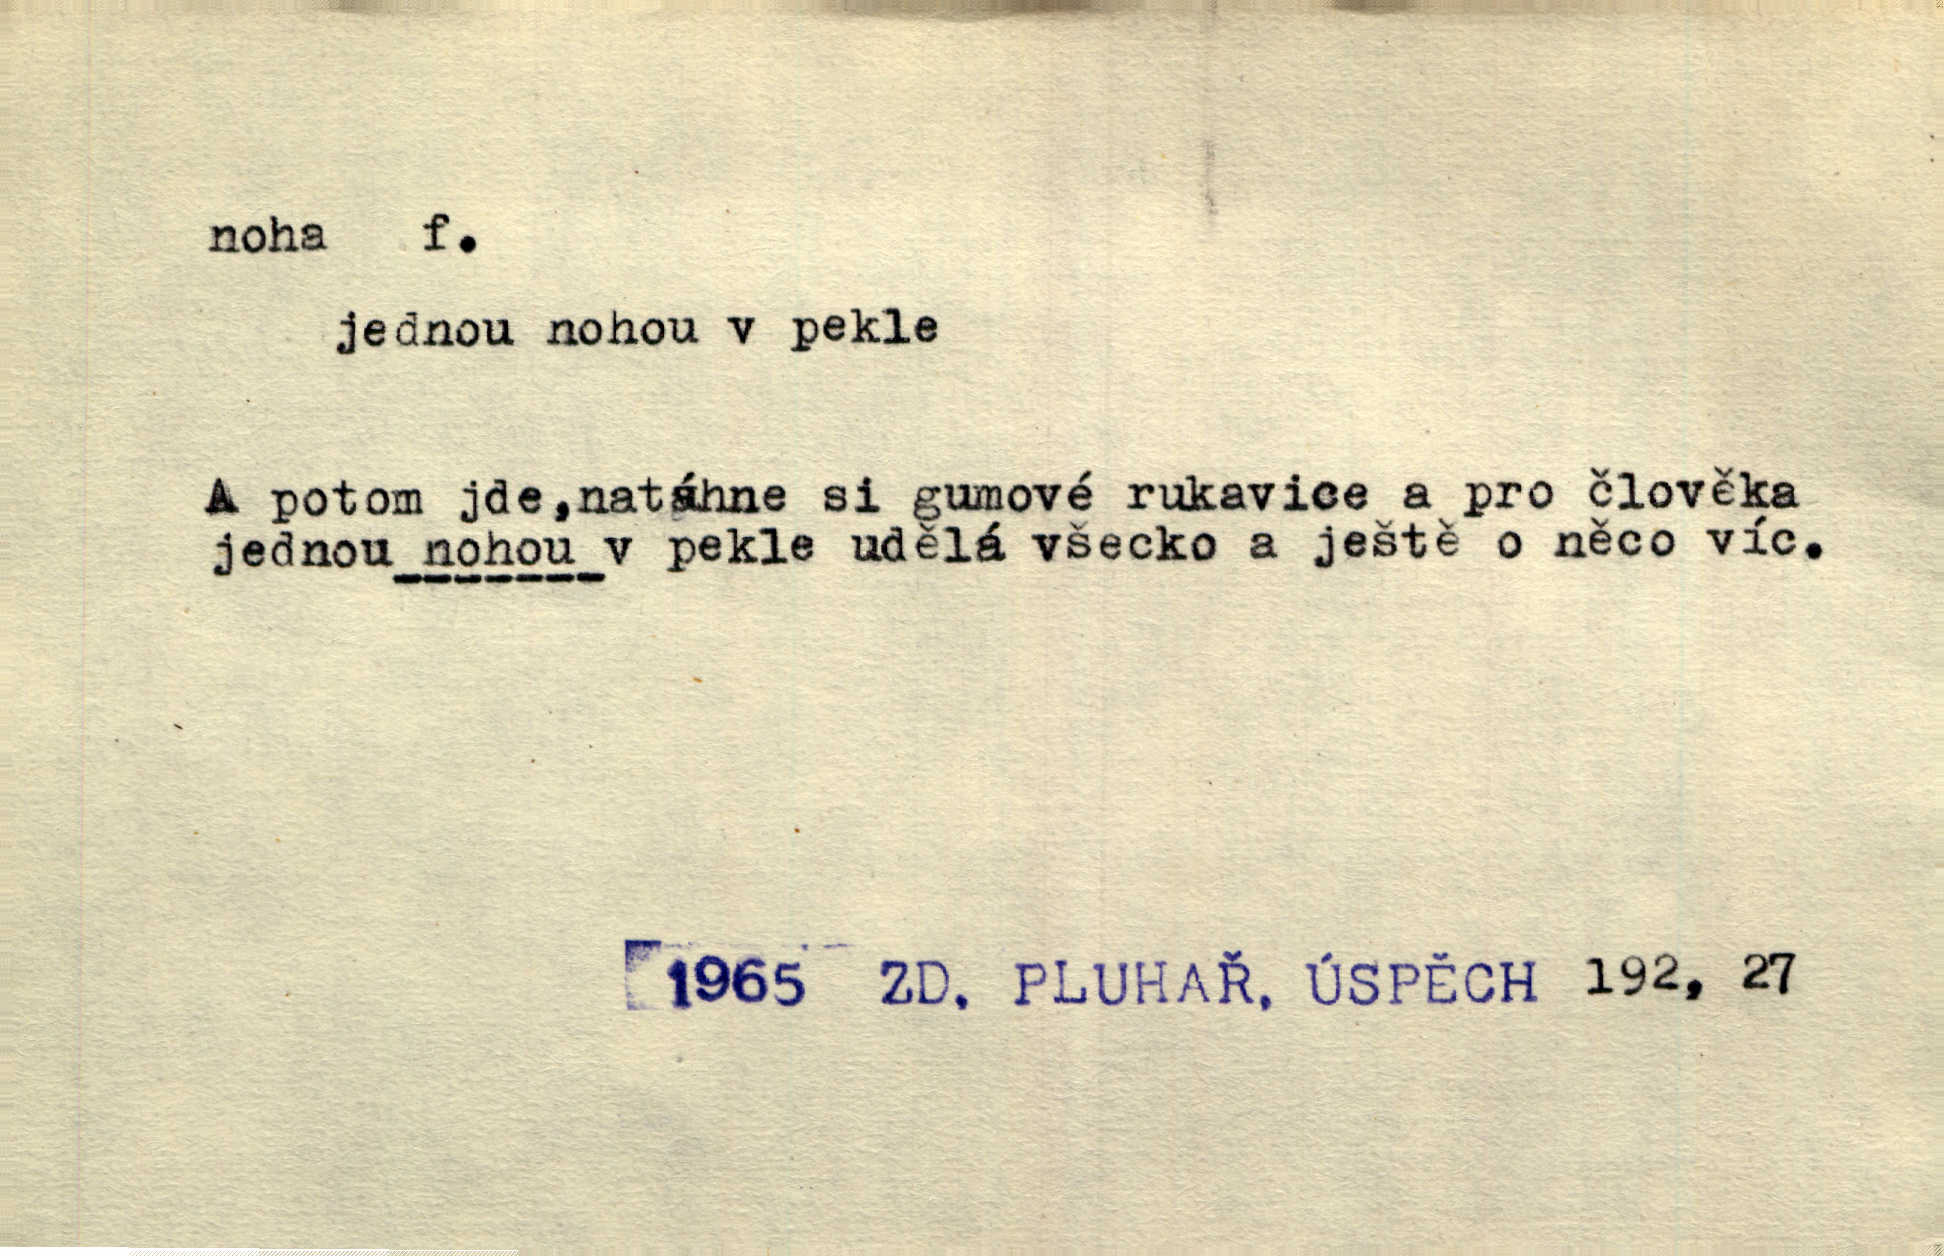 noha f.
jednou nohou v pekle
A potom jde,natáhne si gumové rukavice a pro člověka
jednou nohou v pekle udělá všecko a ještě o něco víc.
1965 ZD. PLUHAŘ, ÚSPĚCH 192, 27